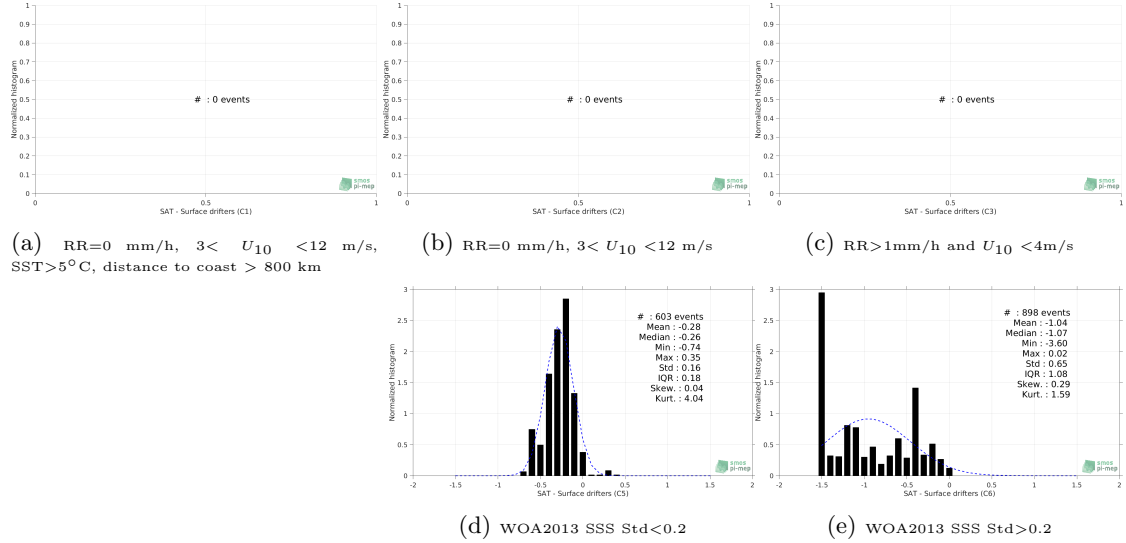 1
0.9
0.8
0.7
0.6
0.5
0.4
0.3
0.2
0.1
0
Normalized histogram
# : 0 events
smos
pi-mep
0 0.5 1
SAT - Surface drifters (C1)
1
0.9
0.8
0.7
0.6
0.5
0.4
0.3
0.2
0.1
0
Normalized histogram
# : 0 events
smos
pi-mep
0 0.5 1
SAT - Surface drifters (C2)
1
0.9
0.8
0.7
0.6
0.5
0.4
0.3
0.2
0.1
0
Normalized histogram
# : 0 events
smos
pi-mep
0 0.5 1
SAT - Surface drifters (C3)
(a) RR=0 mm/h, 3< U10 <12 m/s,
SST>5°C, distance to coast > 800 km
(b) RR=0 mm/h, 3< U10 <12 m/s
(c) RR>1mm/h and U10 <4m/s
3
2.5
2
1.5
1
0.5
0
Normalized histogram
# : 603 events
Mean : -0.28
Median : -0.26
Min : -0.74
Max : 0.35
Std : 0.16
IQR : 0.18
Skew. : 0.04
Kurt. : 4.04
smos
pi-mep
-2 -1.5 -1 -0.5 0 0.5 1 1.5 2
SAT - Surface drifters (C5)
3
2.5
2
1.5
1
0.5
0
Normalized histogram
# : 898 events
Mean : -1.04
Median : -1.07
Min : -3.60
Max : 0.02
Std : 0.65
IQR : 1.08
Skew. : 0.29
Kurt. : 1.59
smos
pi-mep
-2 -1.5 -1 -0.5 0 0.5 1 1.5 2
SAT - Surface drifters (C6)
(d) WOA2013 SSS Std<0.2
(e) WOA2013 SSS Std>0.2